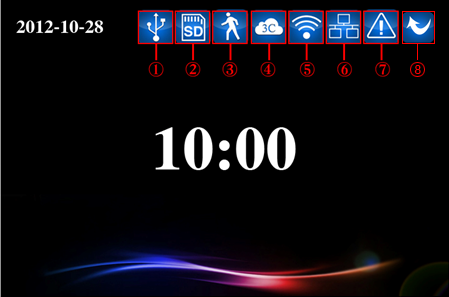 2012-10-28
SD
3C
① ② ③ ④ ⑤ ⑥ ⑦ ⑧
10:00